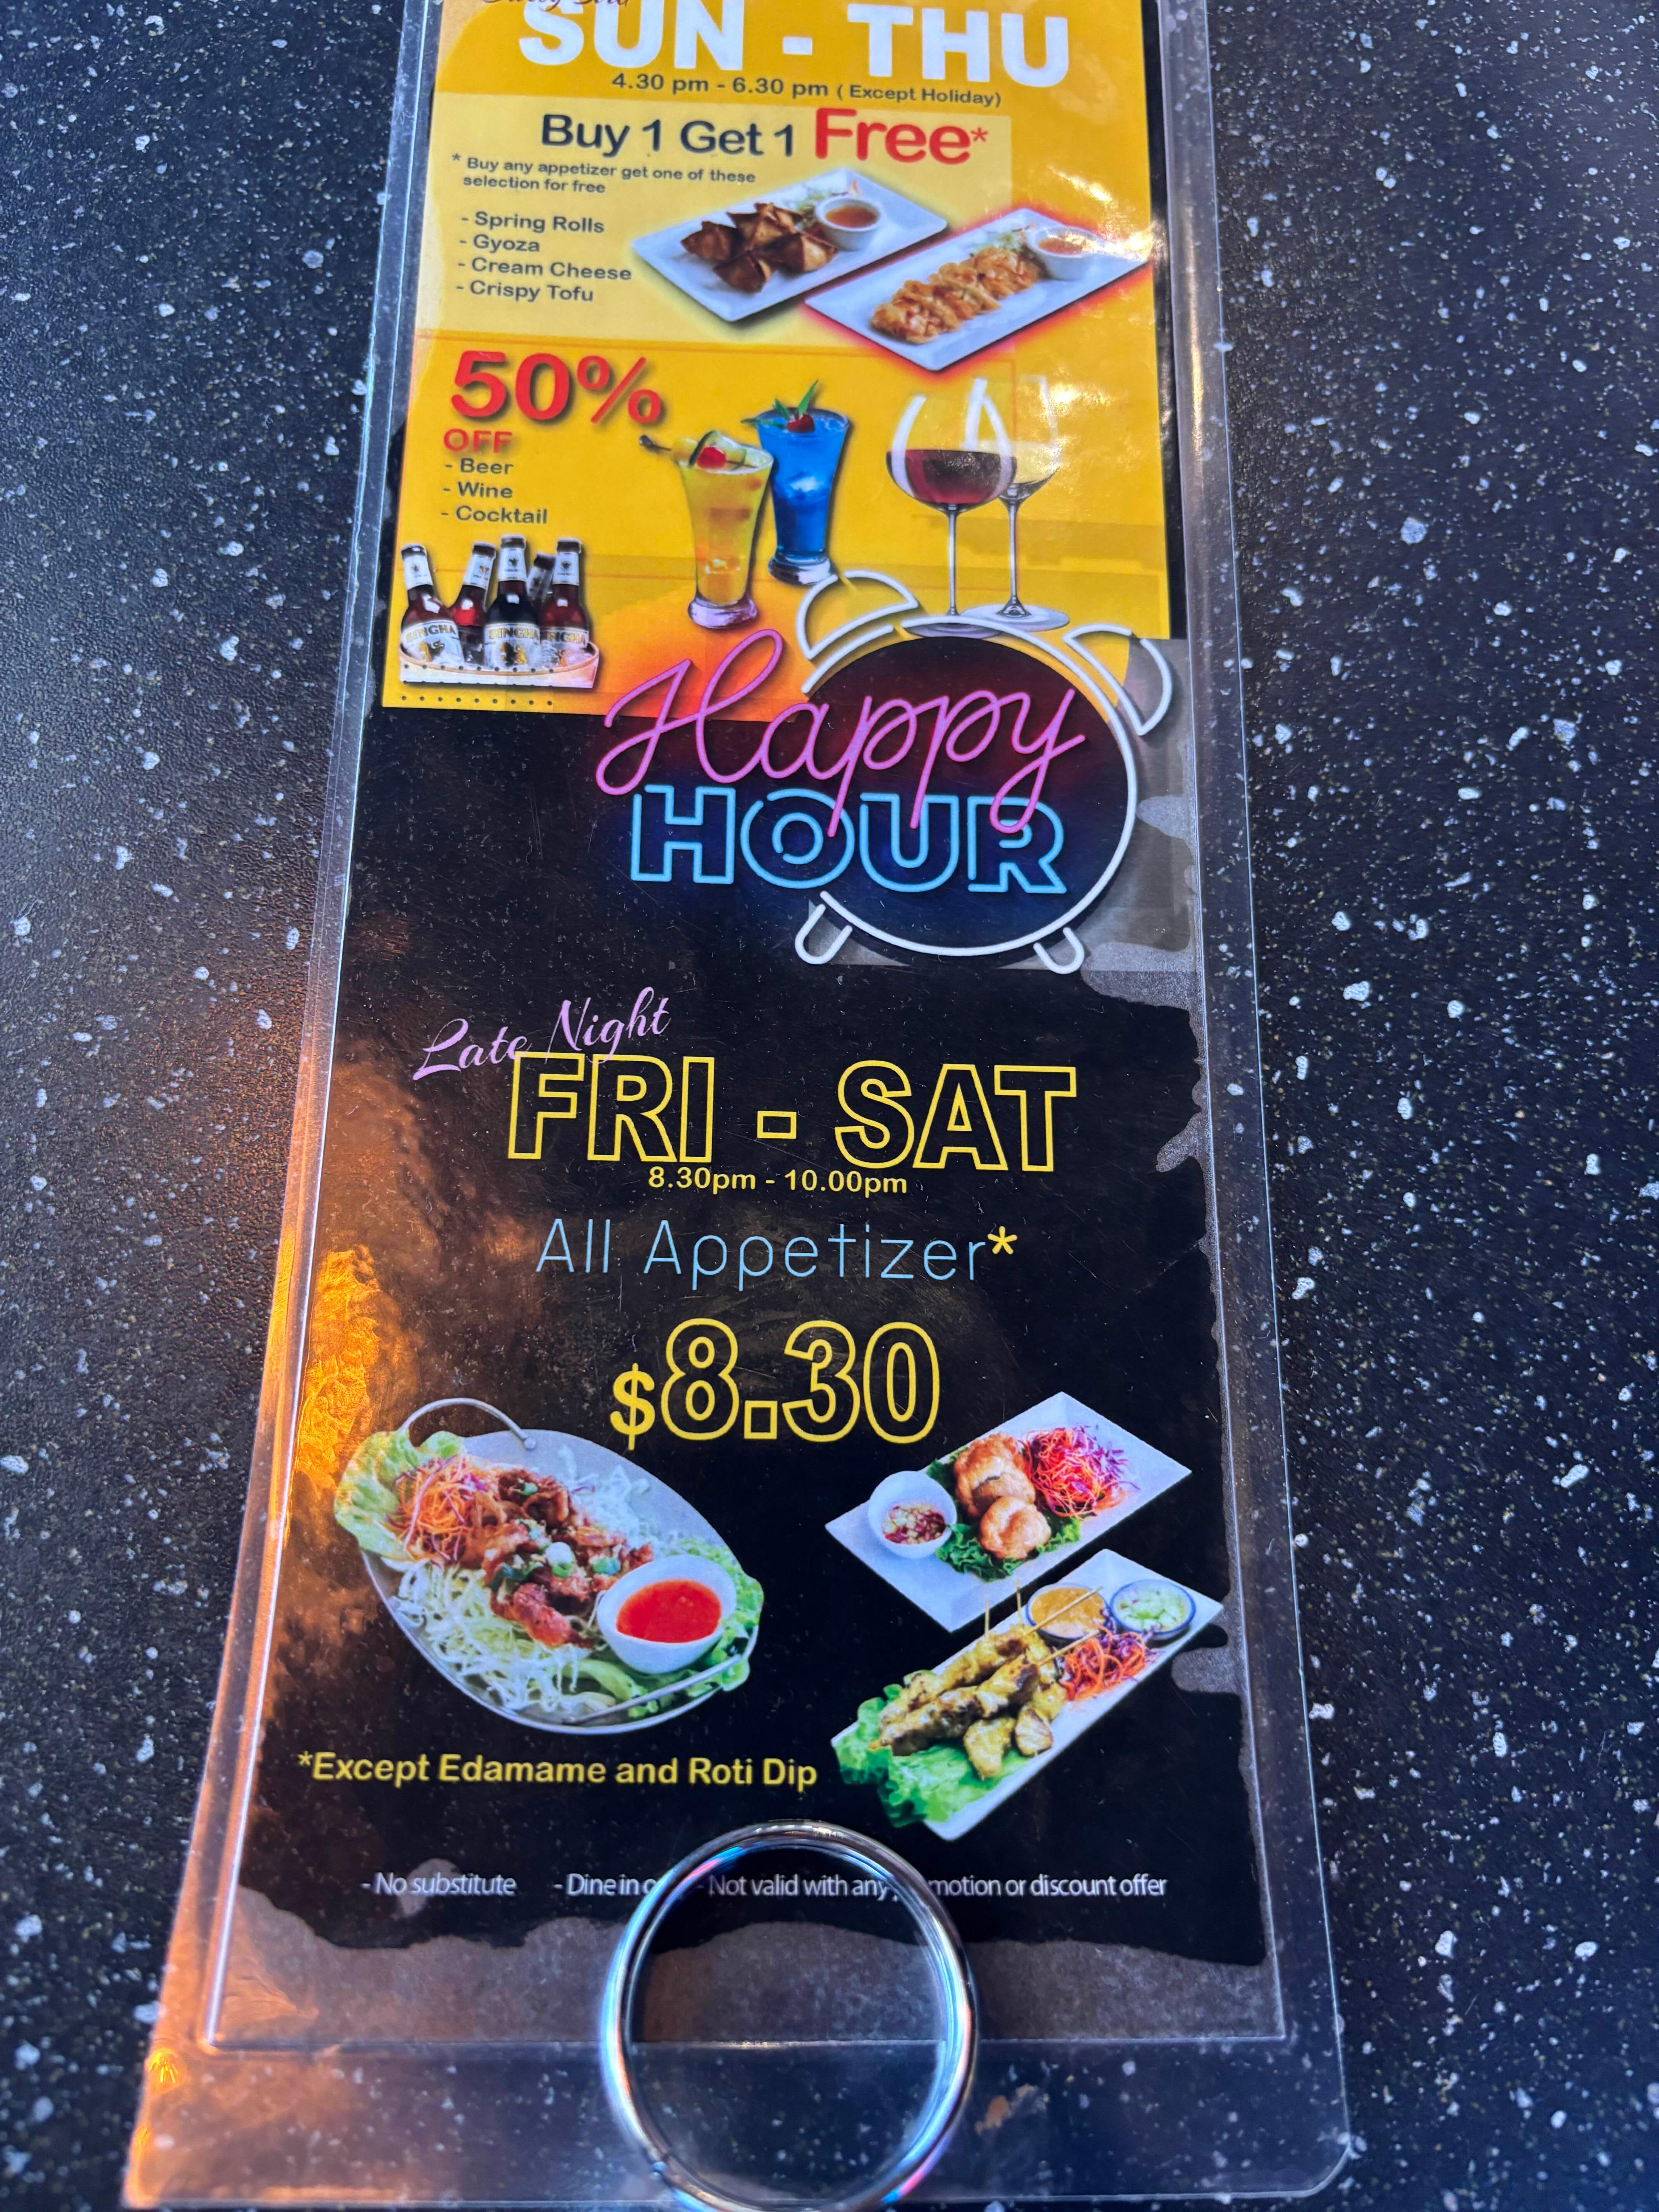 SUN - THU
4.30 pm - 6.30 pm ( Except Holiday)
Buy 1 Get 1 Free*
* Buy any appetizer get one of these
selection for free
- Spring Rolls
- Gyoza
- Cream Cheese
- Crispy Tofu
50%
OFF
- Beer
- Wine
- Cocktail
SINGHA
Happy
HOUR
Late Night
FRI - SAT
8.30pm - 10.00pm
All Appetizer*
$8.30
*Except Edamame and Roti Dip
- No substitute - Dine in - Not valid with any or discount offer